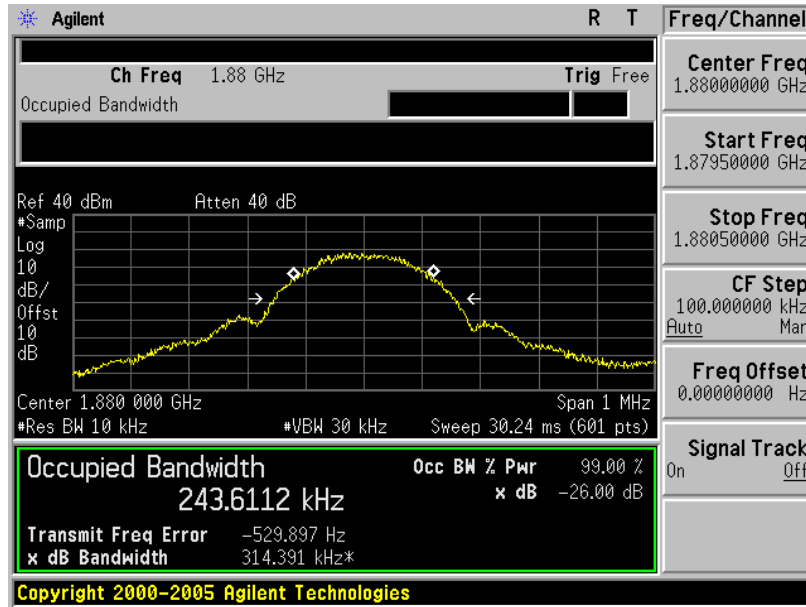 Agilent R T
Freq/Channel
Ch Freq 1.88 GHz Trig Free
Occupied Bandwidth
Center Freq
1.88000000 GHz
Start Freq
1.87950000 GHz
Stop Freq
1.88050000 GHz
CF Step
100.000000 kHz
Auto Man
Freq Offset
0.00000000 Hz
Signal Track
On Off
Ref 40 dBm Atten 40 dB
#Samp
Log
10
dB/
Offst
10
dB
Center 1.880 000 GHz Span 1 MHz
#Res BW 10 kHz #VBW 30 kHz Sweep 30.24 ms (601 pts)
Occupied Bandwidth
243.6112 kHz
Occ BW % Pwr 99.00 %
x dB -26.00 dB
Transmit Freq Error -529.897 Hz
x dB Bandwidth 314.391 kHz*
Copyright 2000-2005 Agilent Technologies